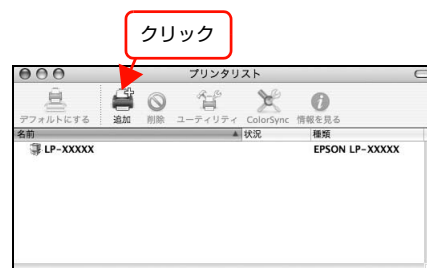 クリック
プリンタリスト
デフォルトにする 追加 削除 ユーティリティ ColorSync 情報を見る
名前 状況 種類
LP-XXXXX EPSON LP-XXXXX